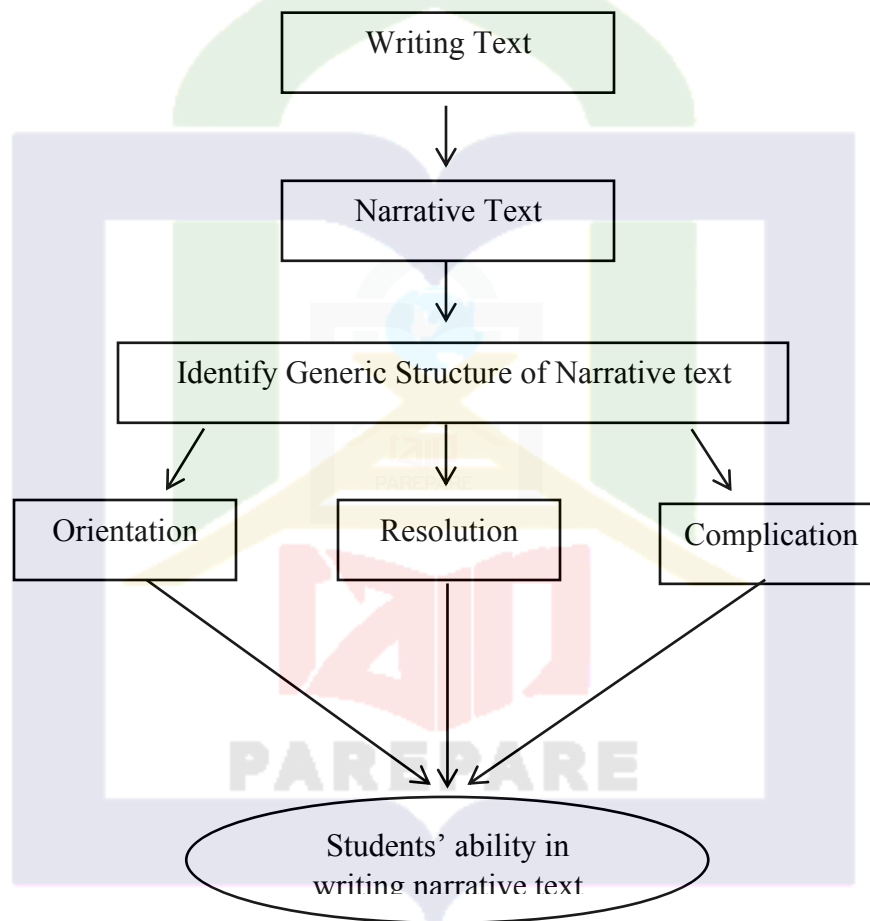 Writing Text
Narrative Text
Identify Generic Structure of Narrative text
Orientation
Resolution
Complication
Students’ ability in
writing narrative text
PAREPARE
PAREPARE